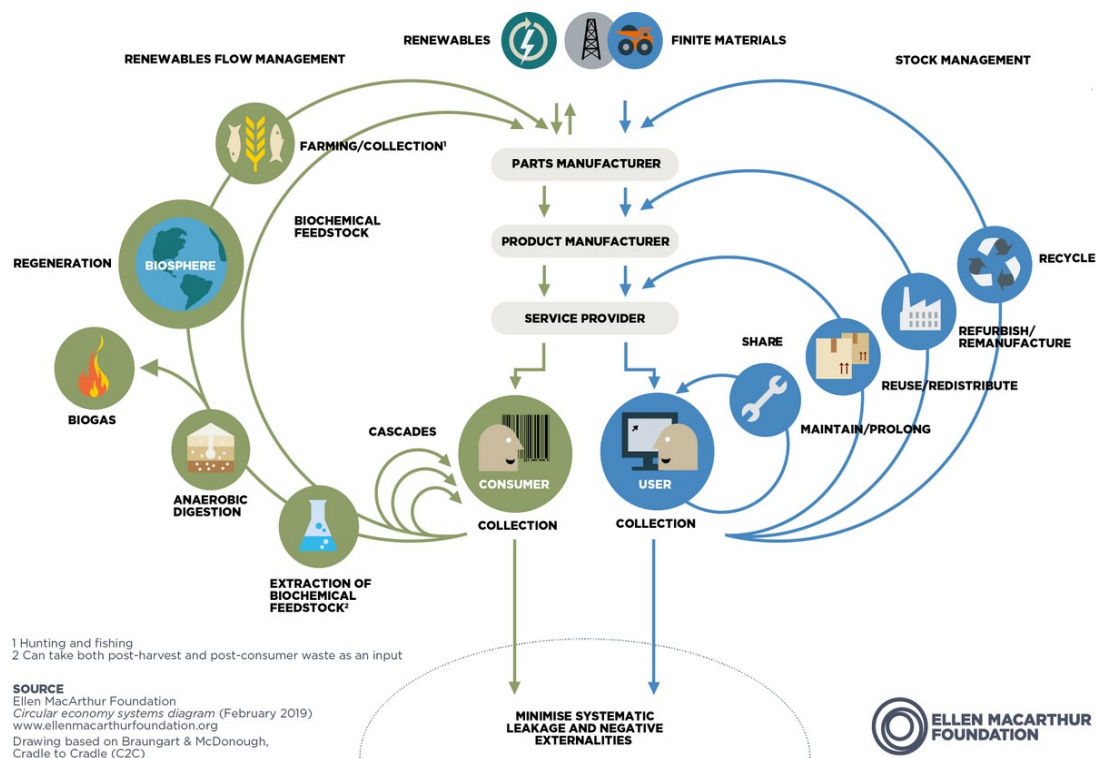 RENEWABLES
FINITE MATERIALS
RENEWABLES FLOW MANAGEMENT
STOCK MANAGEMENT
FARMING/COLLECTION¹
PARTS MANUFACTURER
BIOCHEMICAL
FEEDSTOCK
PRODUCT MANUFACTURER
REGENERATION
BIOSPHERE
RECYCLE
SERVICE PROVIDER
SHARE
REFURBISH/
REMANUFACTURE
REUSE/REDISTRIBUTE
BIOGAS
CASCADES
MAINTAIN/PROLONG
CONSUMER
USER
ANAEROBIC
DIGESTION
COLLECTION
COLLECTION
EXTRACTION OF
BIOCHEMICAL
FEEDSTOCK²
1 Hunting and fishing
2 Can take both post-harvest and post-consumer waste as an input
SOURCE
Ellen MacArthur Foundation
Circular economy systems diagram (February 2019)
www.ellenmacarthurfoundation.org
Drawing based on Braungart & McDonough,
Cradle to Cradle (C2C)
MINIMISE SYSTEMATIC
LEAKAGE AND NEGATIVE
EXTERNALITIES
ELLEN MACARTHUR
FOUNDATION